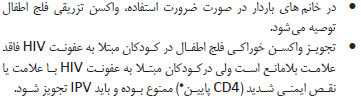 • در خانم های باردار در صورت ضرورت استفاده، واکسن تزریقی فلج اطفال
توصیه می‌شود.
• تجویز واکسن خوراکی فلج اطفال در کودکان مبتلا به عفونت HIV فاقد
علامت بلامانع است ولی درکودکان مبتلا به عفونت HIV با علامت یا
نقص ایمنی شدید (CD4 پایین*) ممنوع بوده و باید IPV تجویز شود.